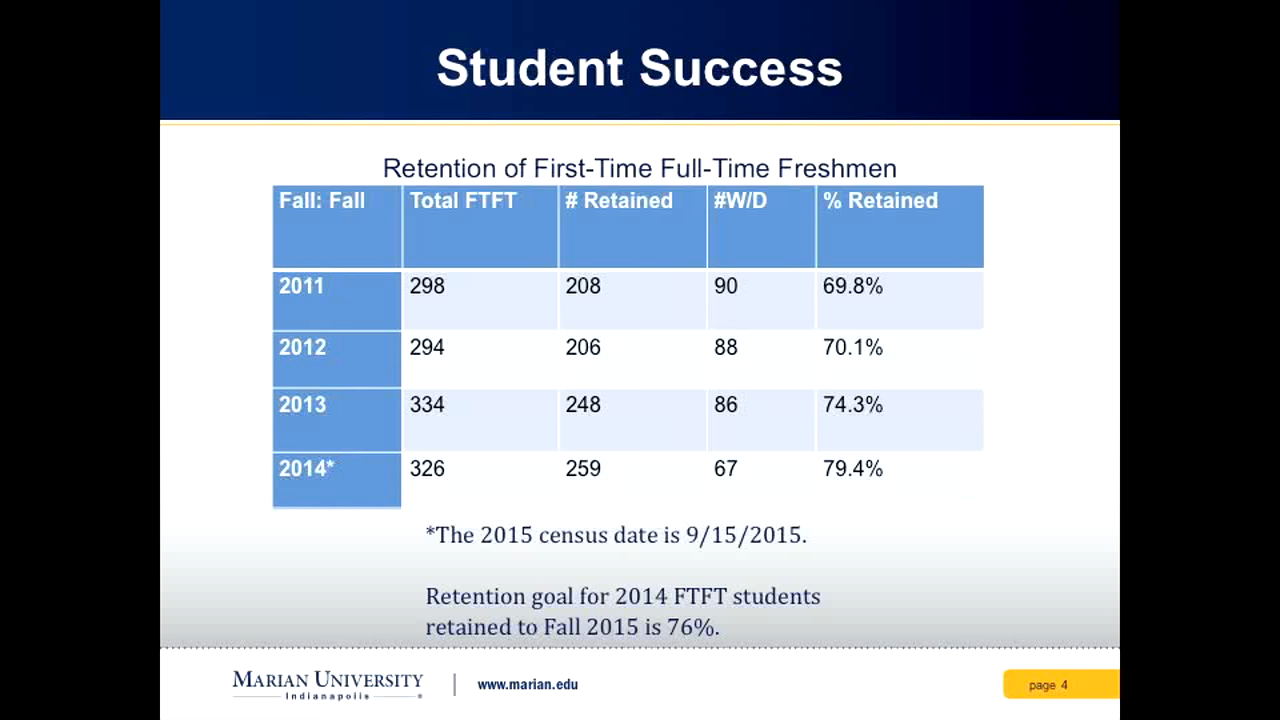 Student Success
Retention of First-Time Full-Time Freshmen
Fall: Fall Total FTFT # Retained #W/D % Retained
2011 298 208 90 69.8%
2012 294 206 88 70.1%
2013 334 248 86 74.3%
2014* 326 259 67 79.4%
*The 2015 census date is 9/15/2015.
Retention goal for 2014 FTFT students
retained to Fall 2015 is 76%.
MARIAN UNIVERSITY
Indianapolis ®
www.marian.edu
page 4